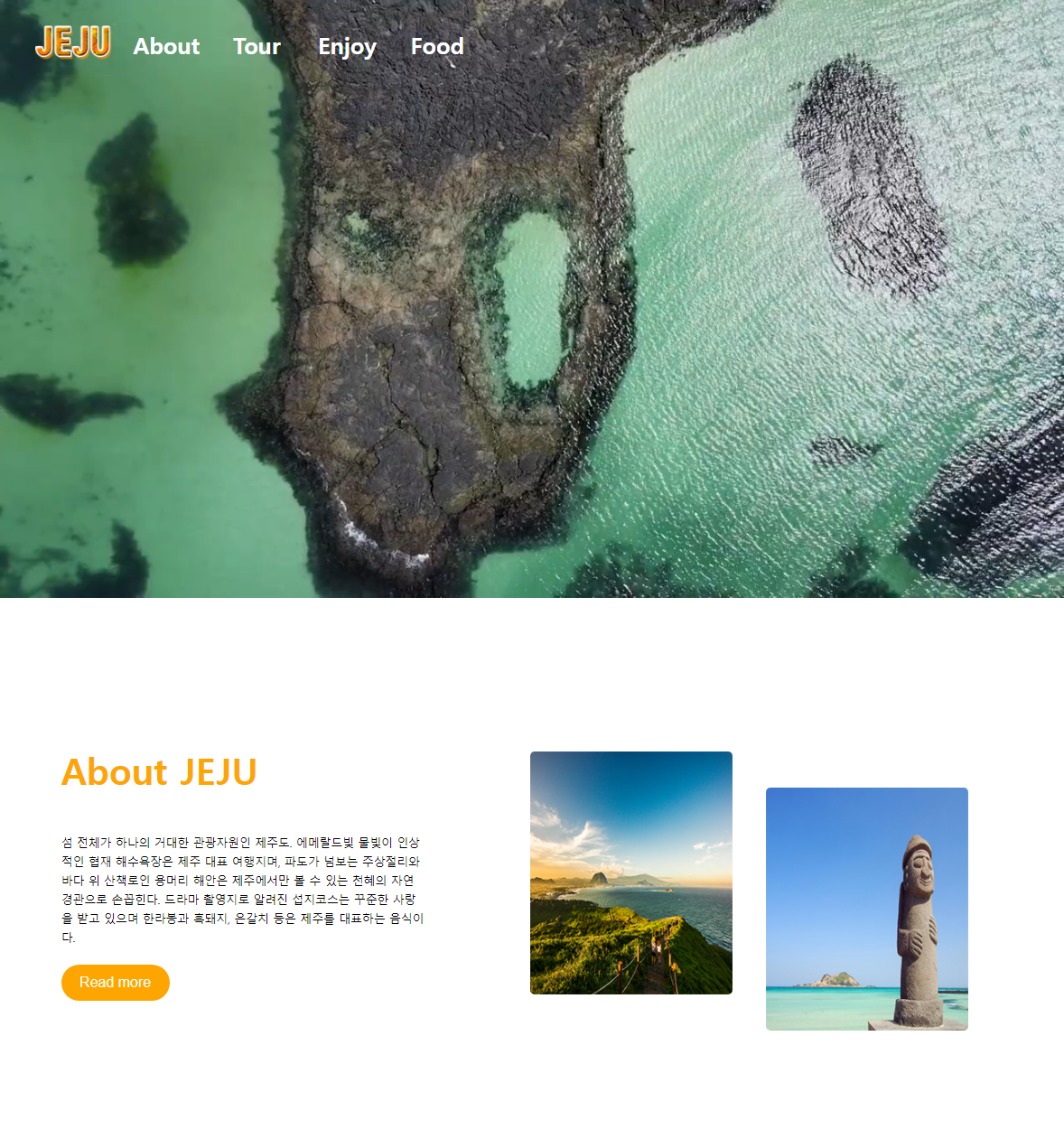 JEJU About Tour Enjoy Food
About JEJU
섬 전체가 하나의 거대한 관광자원인 제주도. 에메랄드빛 물빛이 인상
적인 협재 해수욕장은 제주 대표 여행지며, 파도가 넘보는 주상절리와
바다 위 산책로인 용머리 해안은 제주에서만 볼 수 있는 천혜의 자연
경관으로 손꼽힌다. 드라마 촬영지로 알려진 섭지코스는 꾸준한 사랑
을 받고 있으며 한라봉과 흑돼지, 은갈치 등은 제주를 대표하는 음식이
다.
Read more